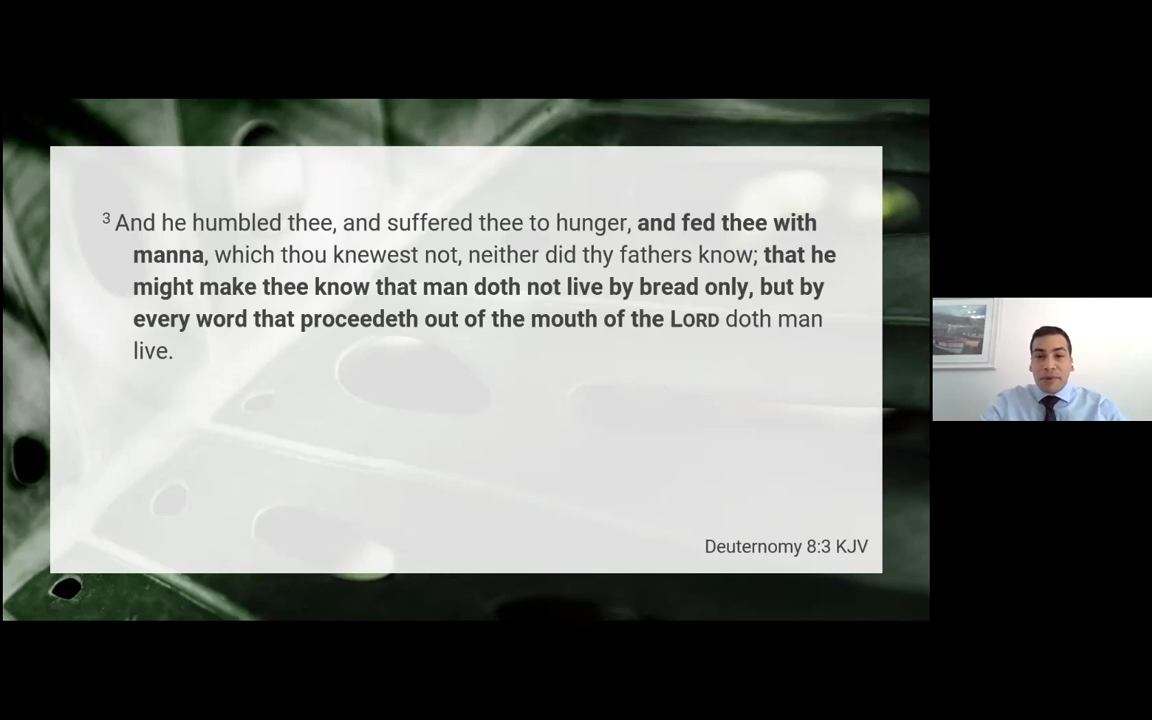 3 And he humbled thee, and suffered thee to hunger, and fed thee with
manna, which thou knewest not, neither did thy fathers know; that he
might make thee know that man doth not live by bread only, but by
every word that proceedeth out of the mouth of the LORD doth man
live.
Deuternomy 8:3 KJV